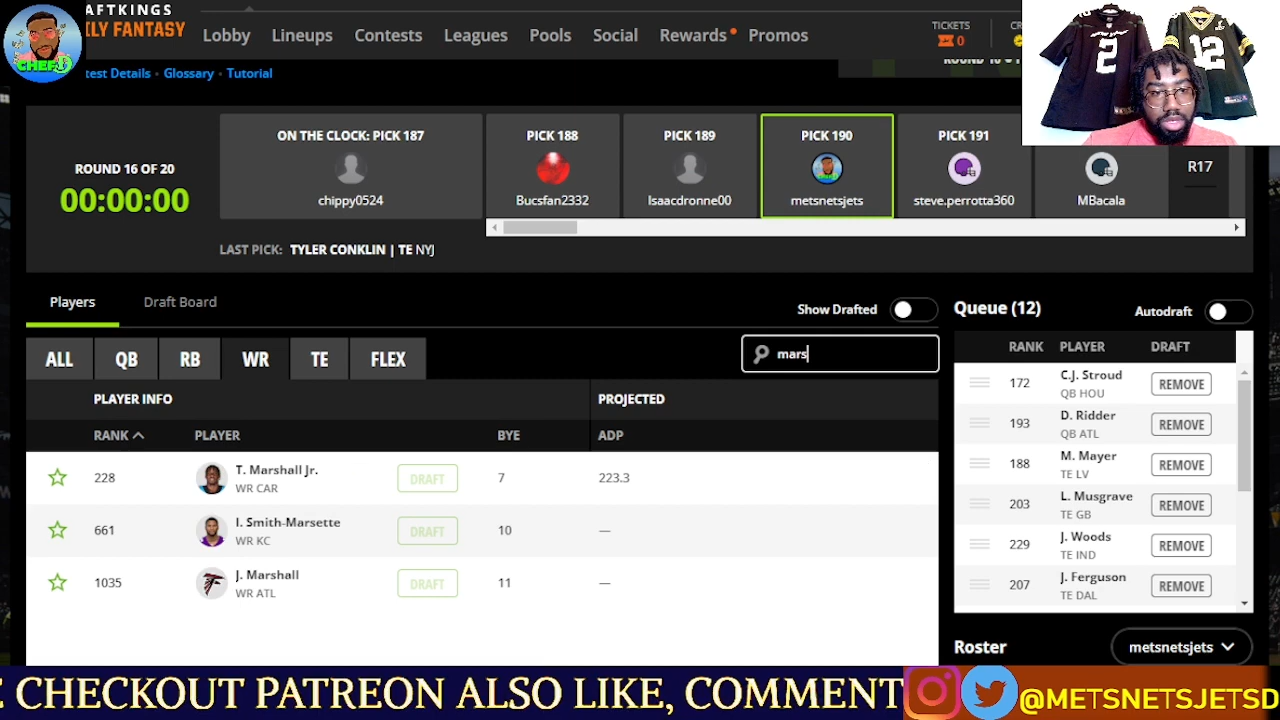 AFTKINGS
LY FANTASY
Lobby
Lineups
Contests
Leagues
Pools
Social
Rewards
Promos
TICKETS
0
CHEF
test Details • Glossary • Tutorial
ROUND 16 OF 20
00:00:00
ON THE CLOCK: PICK 187
chippy0524
PICK 188
Bucsfan2332
PICK 189
Isaacdronne00
PICK 190
metsnetsjets
PICK 191
steve.perrotta360
MBacala
R17
2
12
LAST PICK: TYLER CONKLIN | TE NYJ
Players
Draft Board
Show Drafted
Queue (12)
Autodraft
ALL
QB
RB
WR
TE
FLEX
mars
RANK PLAYER DRAFT
PLAYER INFO PROJECTED
RANK PLAYER BYE ADP
228 T. Marshall Jr. DRAFT 7 223.3
WR CAR
661 I. Smith-Marsette DRAFT 10 —
WR KC
1035 J. Marshall DRAFT 11 —
WR ATL
172 C.J. Stroud REMOVE
QB HOU
193 D. Ridder REMOVE
QB ATL
188 M. Mayer REMOVE
TE LV
203 L. Musgrave REMOVE
TE GB
229 J. Woods REMOVE
TE IND
207 J. Ferguson REMOVE
TE DAL
Roster
metsnetsjets
CHECKOUT PATREON ALSO LIKE, COMMENT
@METSNETSJETSD